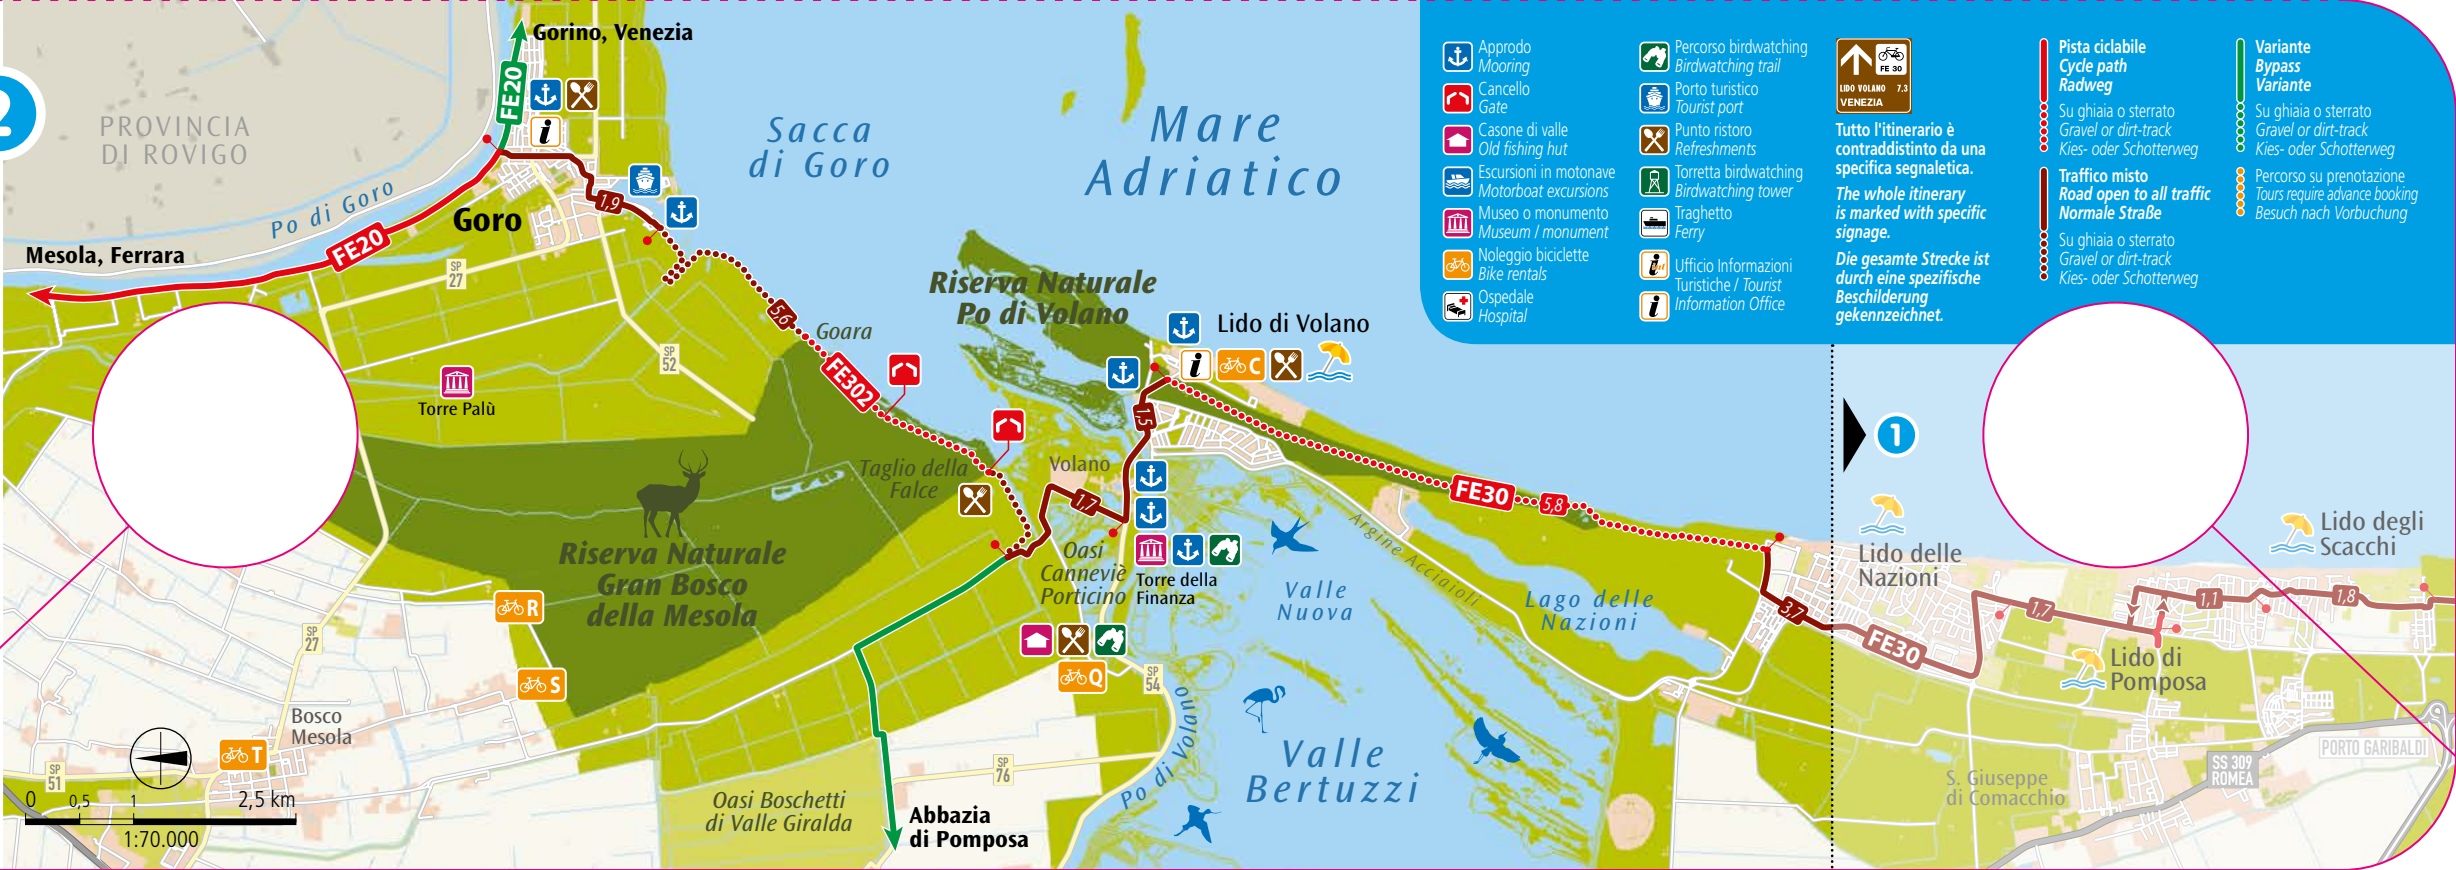 2
PROVINCIA
DI ROVIGO
Po di Goro
Mesola, Ferrara
FE20
FE20
Gorino, Venezia
i
Goro
1,9
SP
27
SP
52
Torre Palù
Sacca
di Goro
Mare
Adriatico
5,6
Goara
FE302
Riserva Naturale
Po di Volano
Lido di Volano
i
C
1,5
Taglio della
Falce
Volano
1,7
Riserva Naturale
Gran Bosco
della Mesola
Oasi
Canneviè
Porticino
Torre della
Finanza
Valle
Nuova
Argine Acciaioli
Lago delle
Nazioni
FE30
5,8
3,7
FE30
1
Lido delle
Nazioni
Lido degli
Scacchi
1,7
1,1
1,8
Lido di
Pomposa
R
S
T
Q
SP
27
SP
51
SP
54
SP
76
Bosco
Mesola
0
0,5
1
2,5 km
1:70.000
Oasi Boschetti
di Valle Giralda
Abbazia
di Pomposa
Po di Volano
Valle
Bertuzzi
S. Giuseppe
di Comacchio
SS 309
ROMEA
PORTO GARIBALDI
Approdo
Mooring
Cancello
Gate
Casone di valle
Old fishing hut
Escursioni in motonave
Motorboat excursions
Museo o monumento
Museum / monument
Noleggio biciclette
Bike rentals
Ospedale
Hospital
Percorso birdwatching
Birdwatching trail
Porto turistico
Tourist port
Punto ristoro
Refreshments
Torretta birdwatching
Birdwatching tower
Traghetto
Ferry
Ufficio Informazioni
Turistiche / Tourist
Information Office
i
FE 30
LIDO VOLANO 7.3
VENEZIA
Tutto l'itinerario è
contraddistinto da una
specifica segnaletica.
The whole itinerary
is marked with specific
signage.
Die gesamte Strecke ist
durch eine spezifische
Beschilderung
gekennzeichnet.
Pista ciclabile
Cycle path
Radweg
Su ghiaia o sterrato
Gravel or dirt-track
Kies- oder Schotterweg
Traffico misto
Road open to all traffic
Normale Straße
Su ghiaia o sterrato
Gravel or dirt-track
Kies- oder Schotterweg
Variante
Bypass
Variante
Su ghiaia o sterrato
Gravel or dirt-track
Kies- oder Schotterweg
Percorso su prenotazione
Tours require advance booking
Besuch nach Vorbuchung